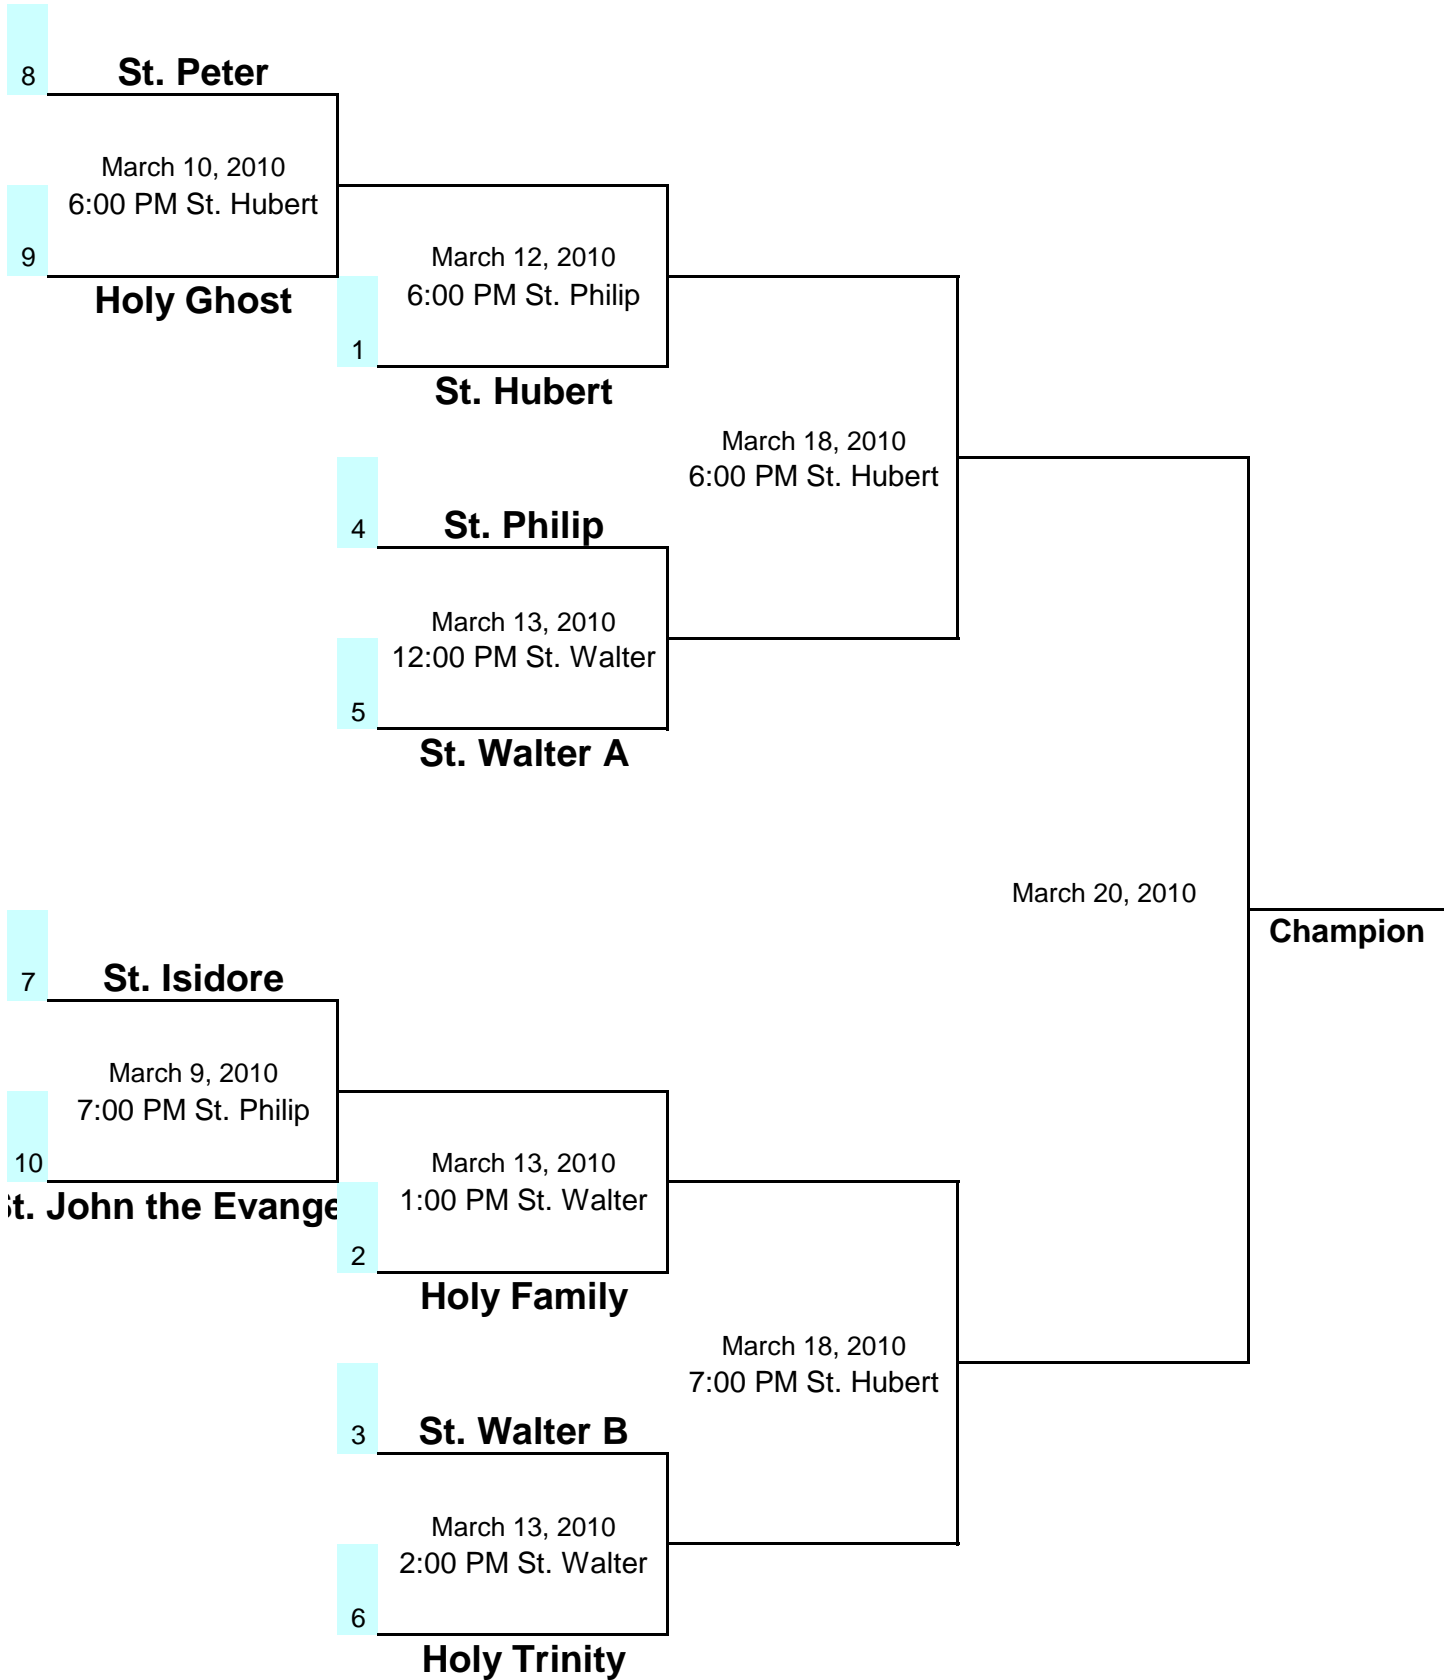 8
St. Peter
March 10, 2010
6:00 PM St. Hubert
9
Holy Ghost
March 12, 2010
6:00 PM St. Philip
1
St. Hubert
March 18, 2010
6:00 PM St. Hubert
4
St. Philip
March 13, 2010
12:00 PM St. Walter
5
St. Walter A
March 20, 2010
Champion
7
St. Isidore
March 9, 2010
7:00 PM St. Philip
10
St. John the Evange
March 13, 2010
1:00 PM St. Walter
2
Holy Family
March 18, 2010
7:00 PM St. Hubert
3
St. Walter B
March 13, 2010
2:00 PM St. Walter
6
Holy Trinity